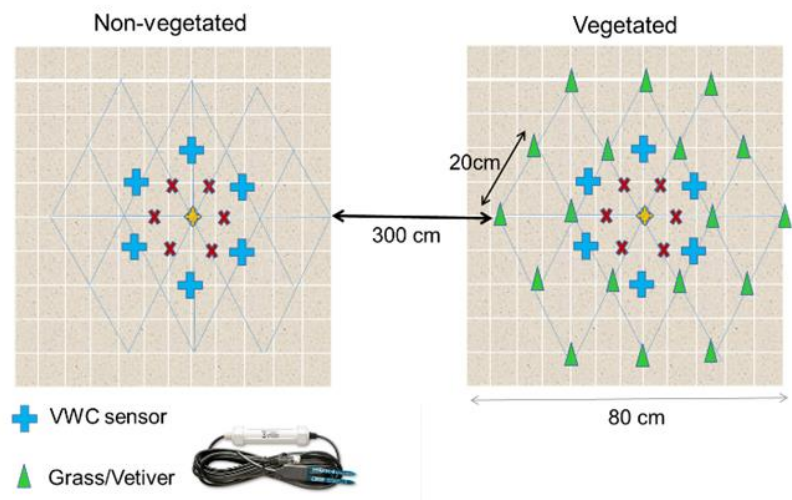 Non-vegetated
Vegetated
20cm
300 cm
80 cm
VWC sensor
Grass/Vetiver